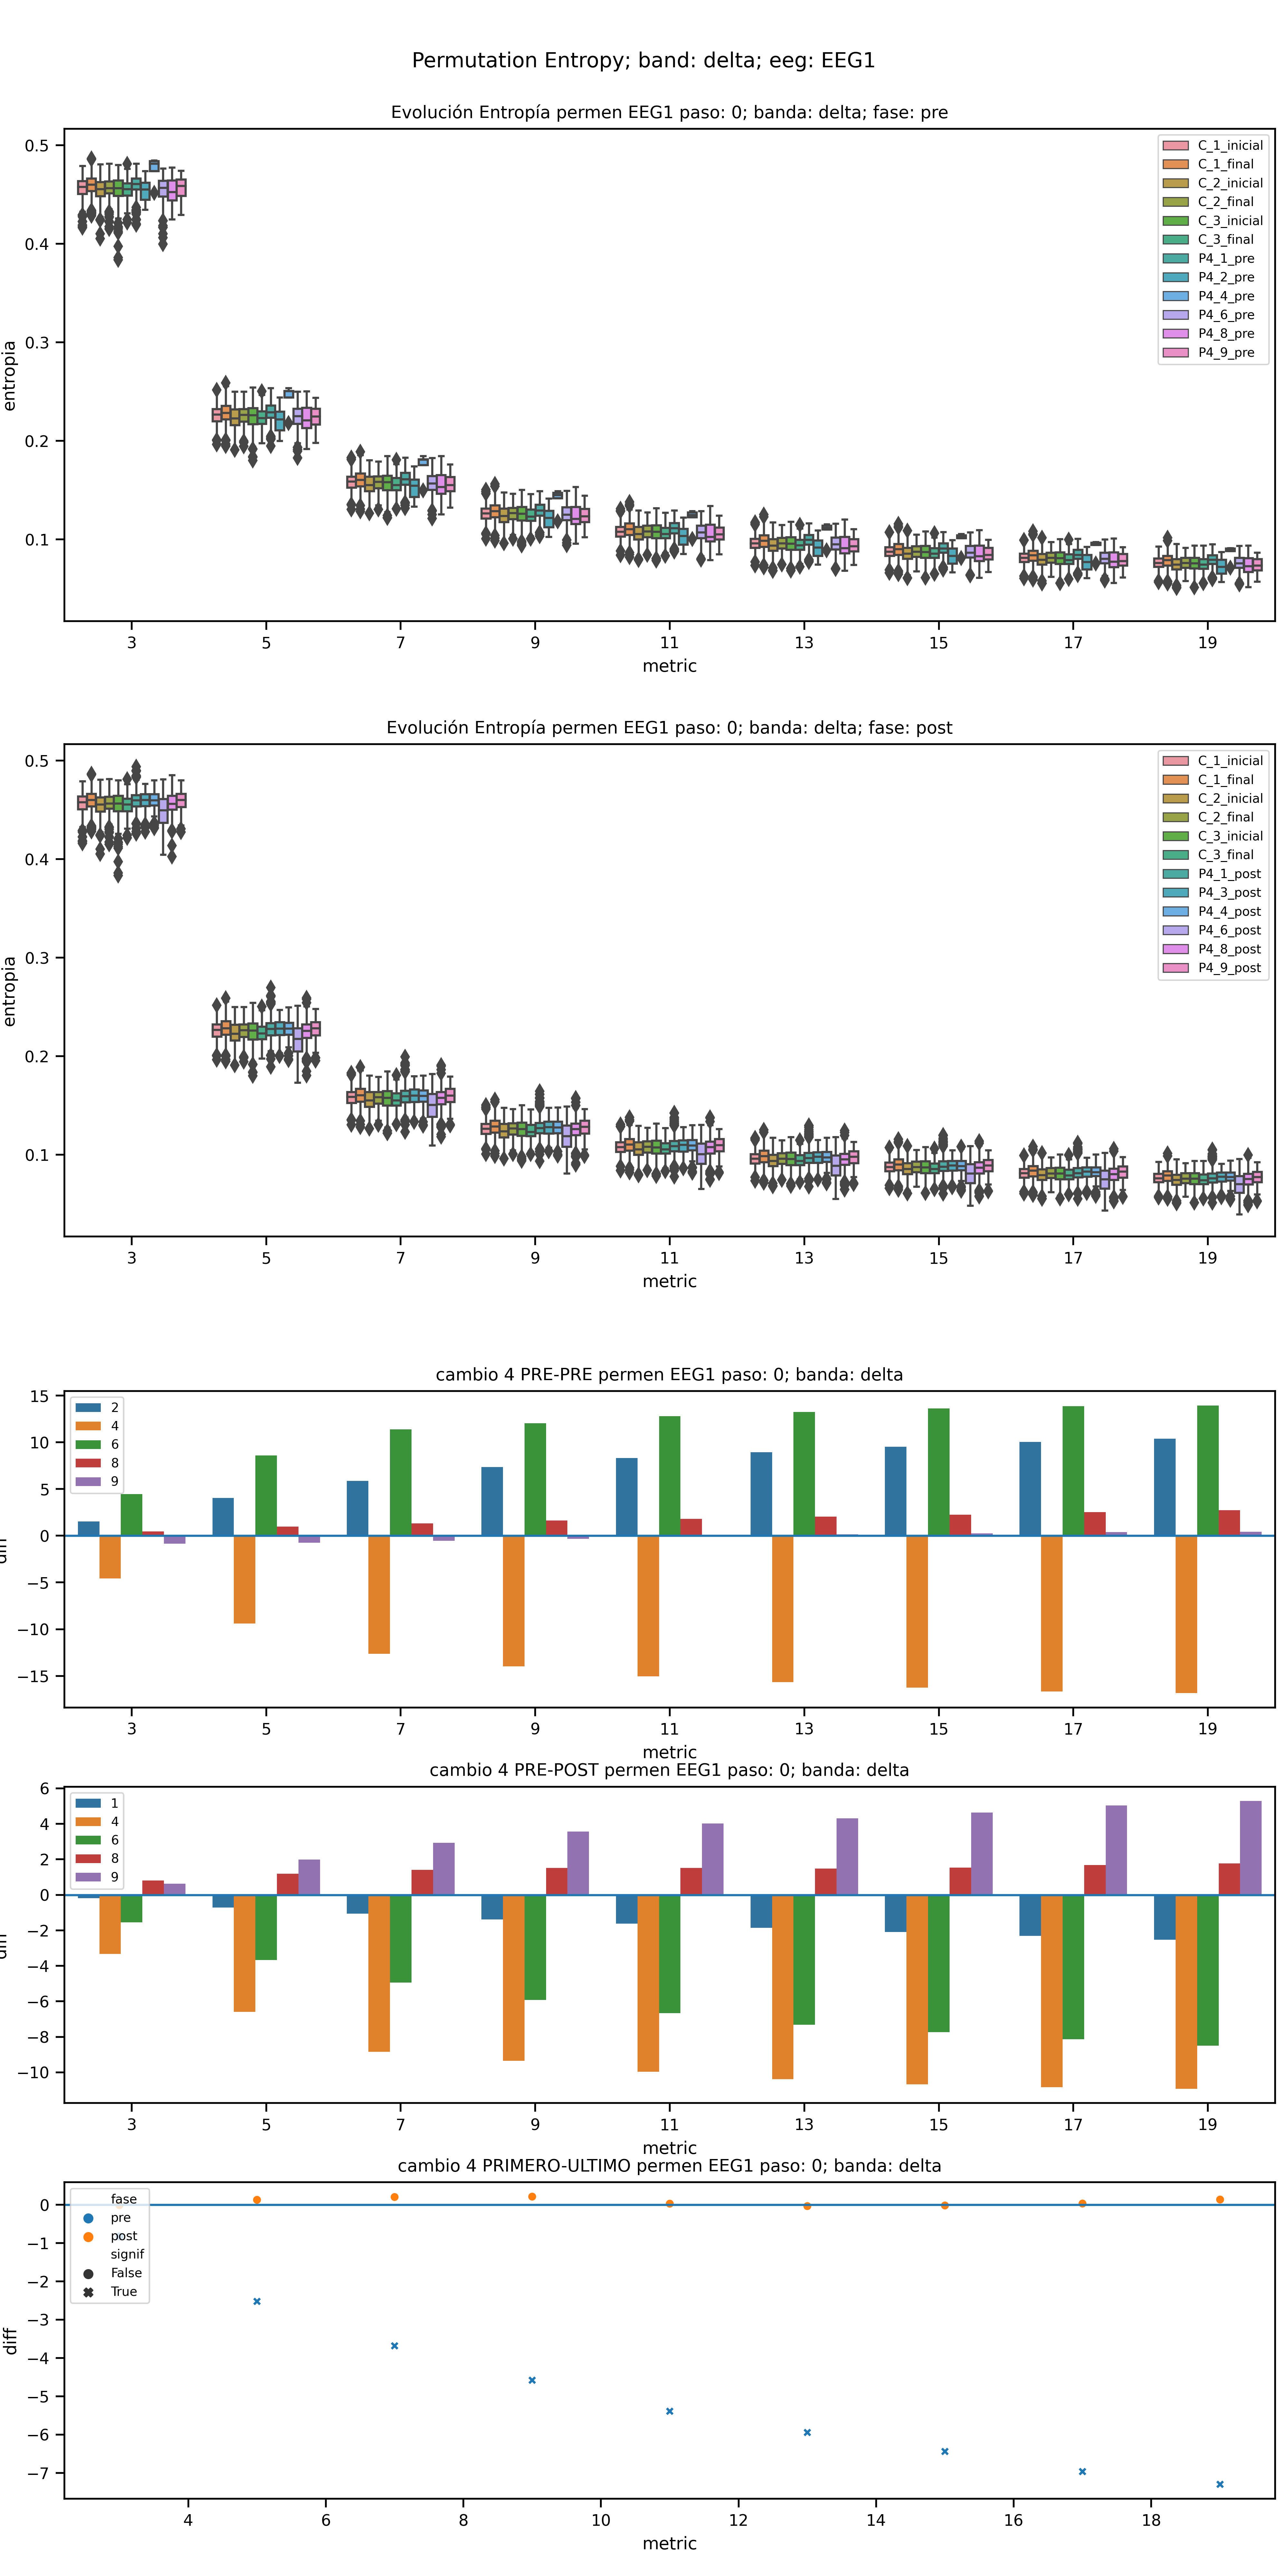 Permutation Entropy; band: delta; eeg: EEG1
Evolución Entropía permen EEG1 paso: 0; banda: delta; fase: pre
entropia
0.5
0.4
0.3
0.2
0.1
C_1_inicial
C_1_final
C_2_inicial
C_2_final
C_3_inicial
C_3_final
P4_1_pre
P4_2_pre
P4_4_pre
P4_6_pre
P4_8_pre
P4_9_pre
3 5 7 9 11 13 15 17 19
metric
Evolución Entropía permen EEG1 paso: 0; banda: delta; fase: post
entropia
0.5
0.4
0.3
0.2
0.1
C_1_inicial
C_1_final
C_2_inicial
C_2_final
C_3_inicial
C_3_final
P4_1_post
P4_3_post
P4_4_post
P4_6_post
P4_8_post
P4_9_post
3 5 7 9 11 13 15 17 19
metric
cambio 4 PRE-PRE permen EEG1 paso: 0; banda: delta
diff
15
10
5
0
−5
−10
−15
2
4
6
8
9
3 5 7 9 11 13 15 17 19
metric
cambio 4 PRE-POST permen EEG1 paso: 0; banda: delta
diff
6
4
2
0
−2
−4
−6
−8
−10
1
4
6
8
9
3 5 7 9 11 13 15 17 19
metric
cambio 4 PRIMERO-ULTIMO permen EEG1 paso: 0; banda: delta
diff
0
−1
−2
−3
−4
−5
−6
−7
fase
pre
post
signif
False
True
4 6 8 10 12 14 16 18
metric